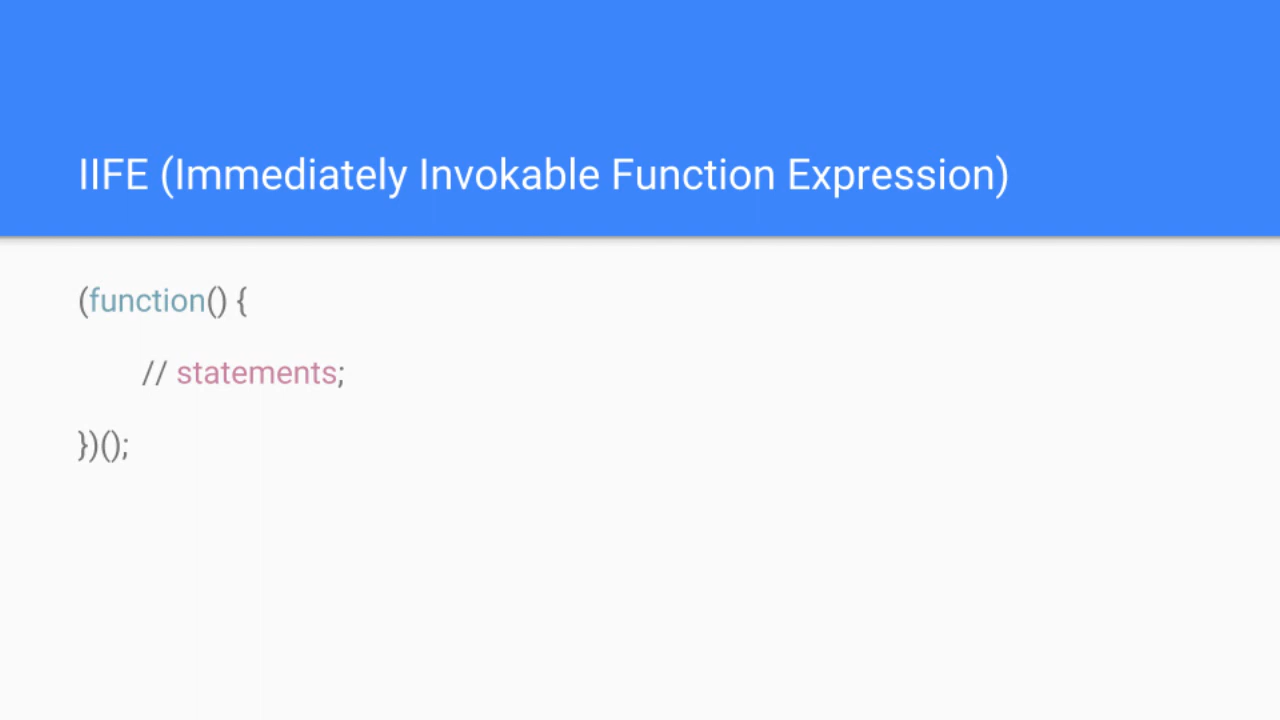 IIFE (Immediately Invokable Function Expression)
(function() {
// statements;
})();